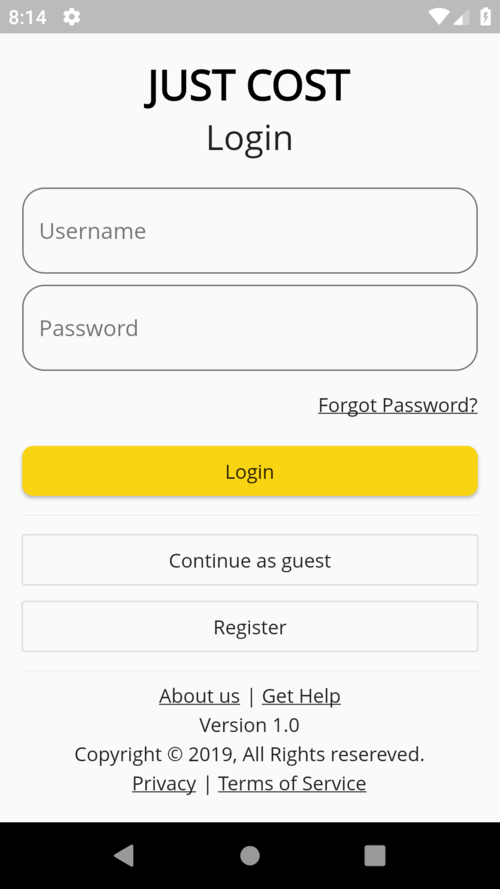 8:14
JUST COST
Login
Username
Password
Forgot Password?
Login
Continue as guest
Register
About us | Get Help
Version 1.0
Copyright © 2019, All Rights resereved.
Privacy | Terms of Service